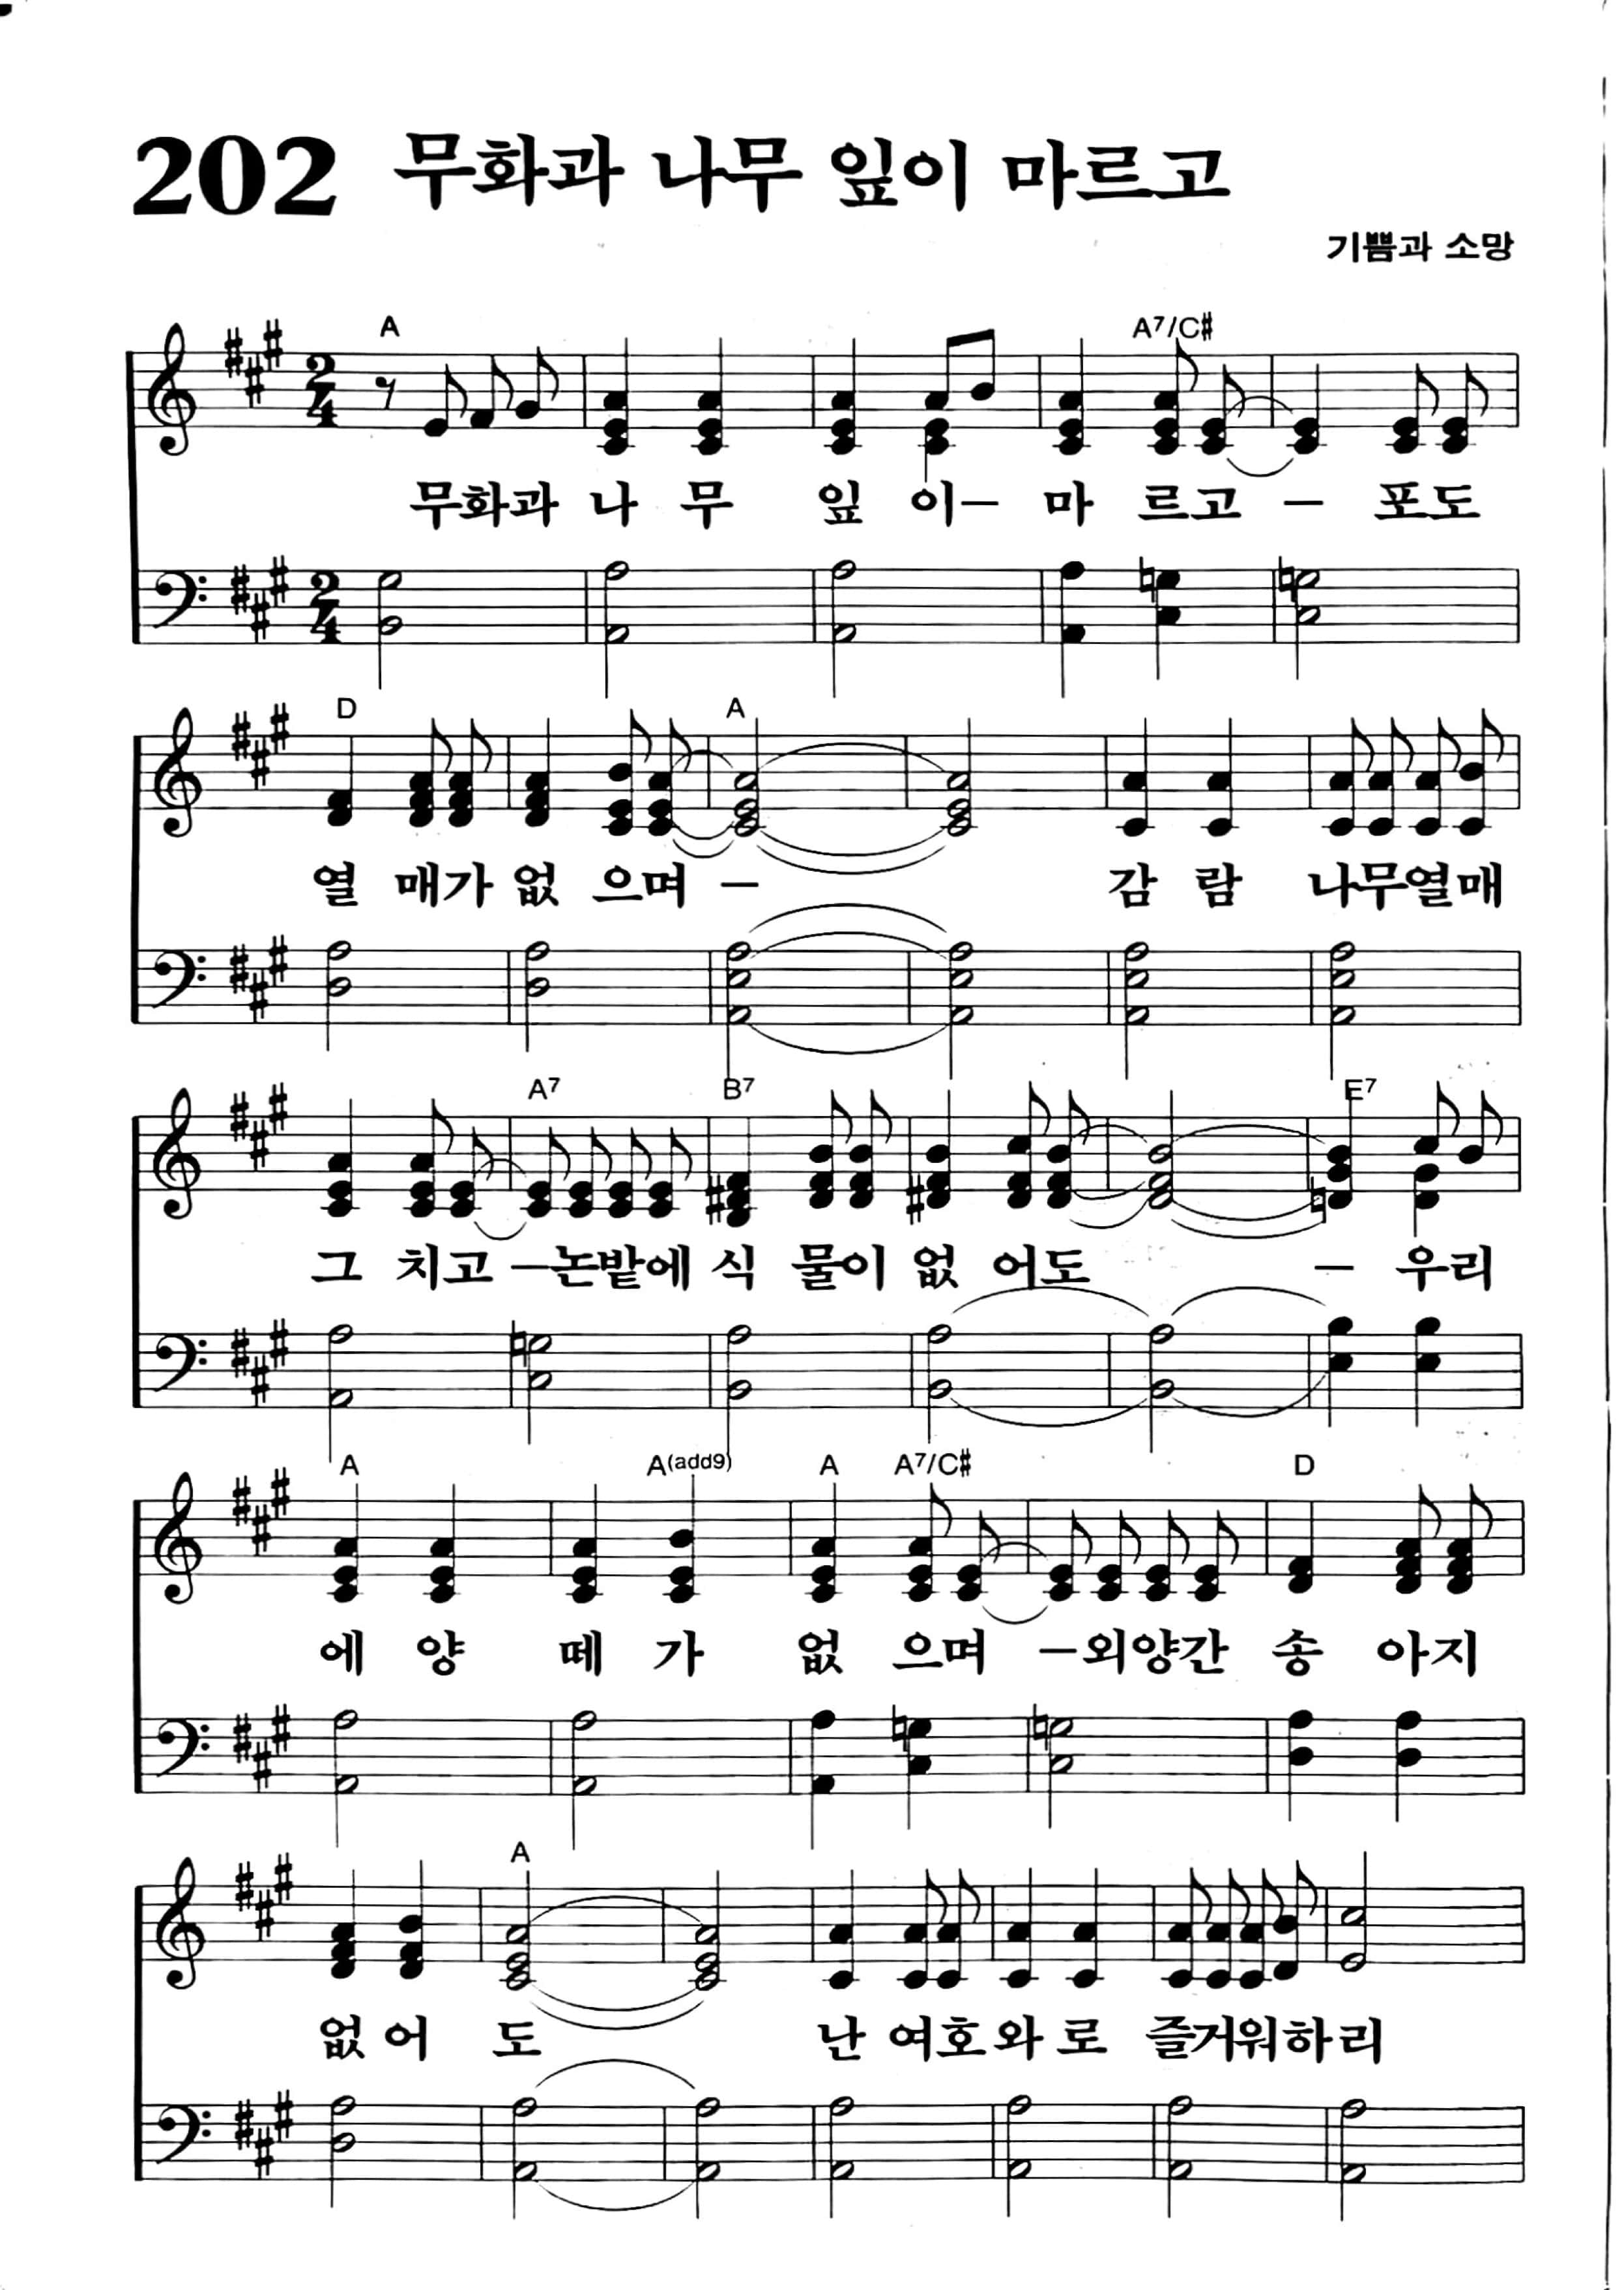 202 무화과 나무 잎이 마르고
기쁨과 소망
A A7/C#
2/4
무화과 나 무 잎 이– 마 르고 – 포도
2/4
D A
열 매가 없 으며 – 감 람 나무열매
A7 B7 E7
그 치고 –논밭에 식 물이 없 어도 – 우리
A A(add9) A A7/C# D
에 양 떼 가 없 으며 –외양간 송 아지
A
없 어 도 난 여호와 로 즐거워하리